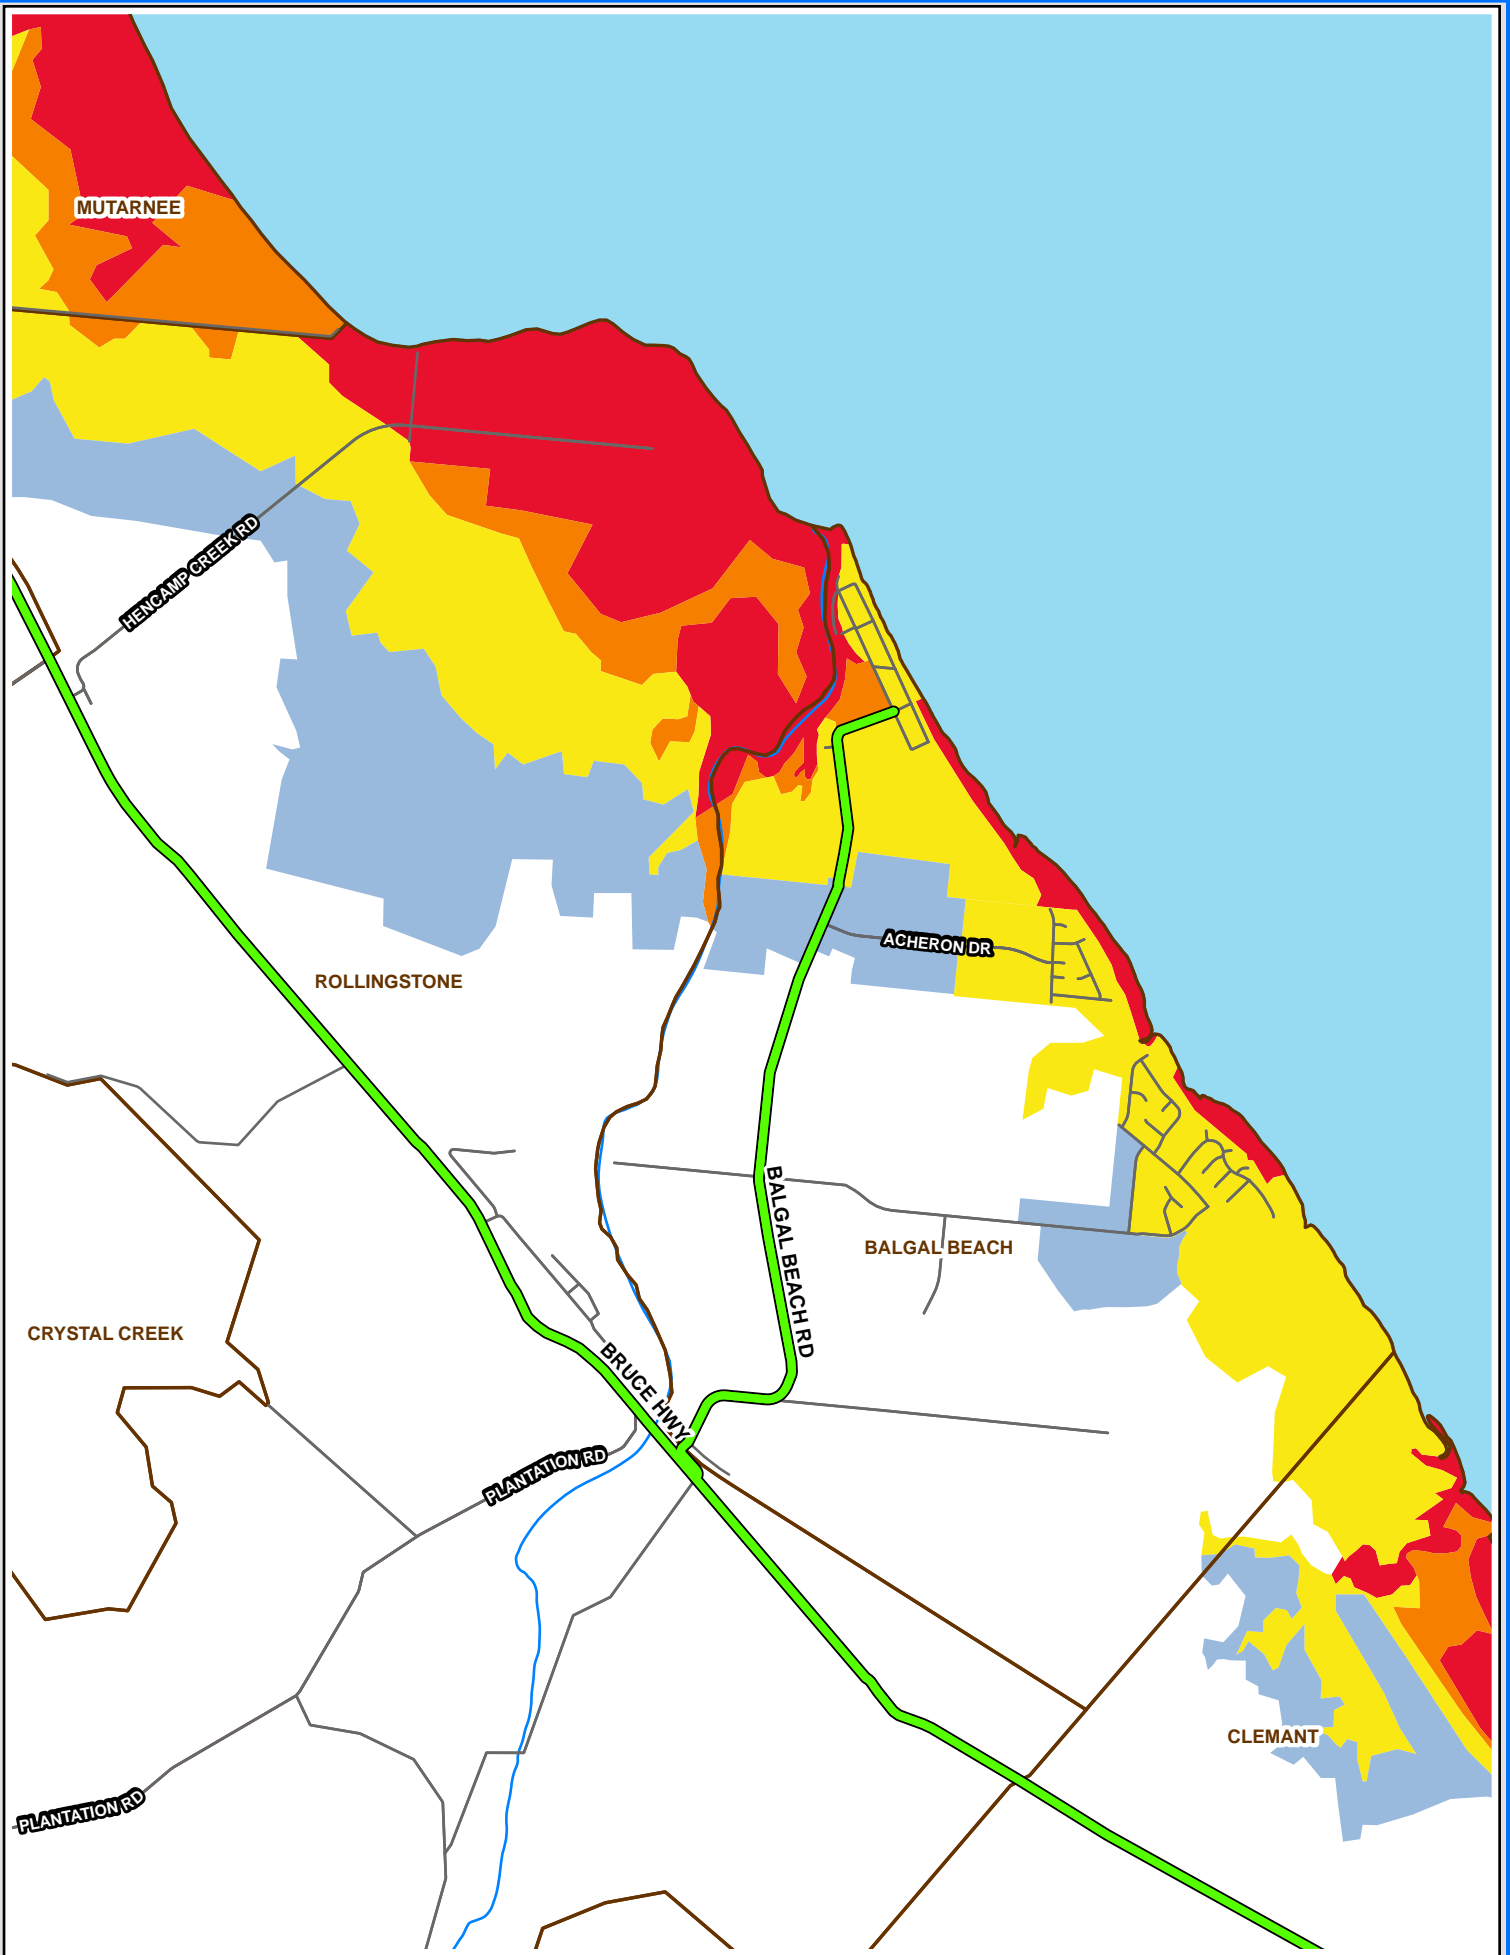 MUTARNEE
HENCAMP CREEK RD
ACHERON DR
ROLLINGSTONE
BALGAL BEACH RD
BALGAL BEACH
CRYSTAL CREEK
BRUCE HWY
PLANTATION RD
CLEMANT
PLANTATION RD